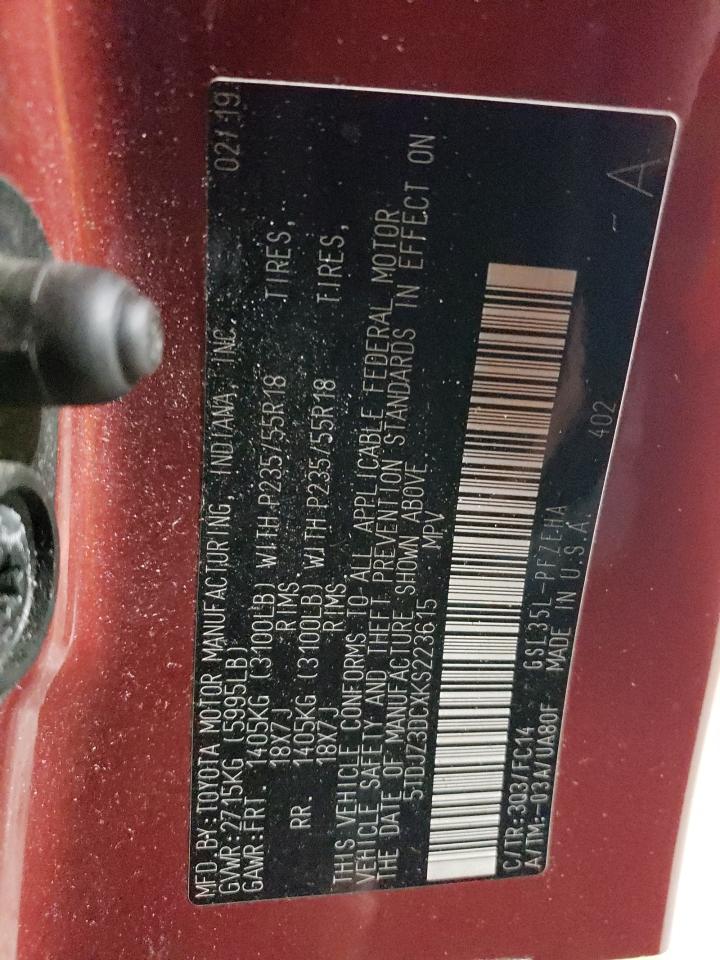 MFD. BY: TOYOTA MOTOR MANUFACTURING, INDIANA, INC. 02/19
GVWR: 2715KG (5995LB)
GAWR: FRT. 1405KG (3100LB) WITH P235/55R18 TIRES,
18X7J RIMS
RR. 1405KG (3100LB) WITH P235/55R18 TIRES,
18X7J RIMS
THIS VEHICLE CONFORMS TO ALL APPLICABLE FEDERAL MOTOR
VEHICLE SAFETY AND THEFT PREVENTION STANDARDS IN EFFECT ON
THE DATE OF MANUFACTURE SHOWN ABOVE.
5TDJZ3DCXKS223615 MPV
C/TR: 3Q3/FC14 GSL35L-PFZEHA
A/TM: -03A/UA80F MADE IN U.S.A. 402
A